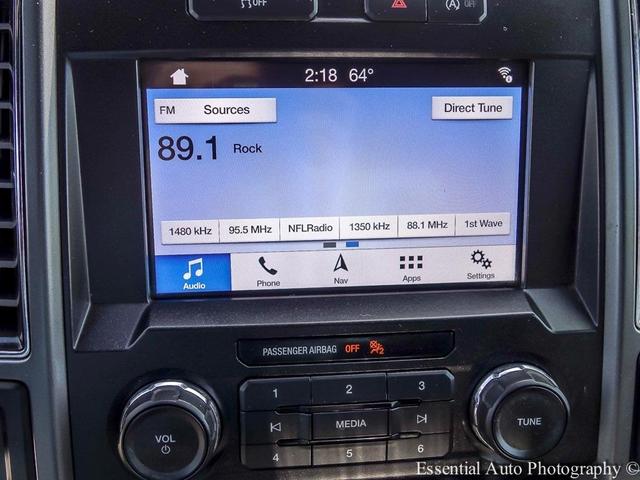 OFF
A OFF
2:18 64°
FM Sources Direct Tune
89.1 Rock
1480 kHz 95.5 MHz NFLRadio 1350 kHz 88.1 MHz 1st Wave
Audio Phone Nav Apps Settings
PASSENGER AIRBAG OFF 2
1 2 3
VOL MEDIA TUNE
4 5 6
Essential Auto Photography ©